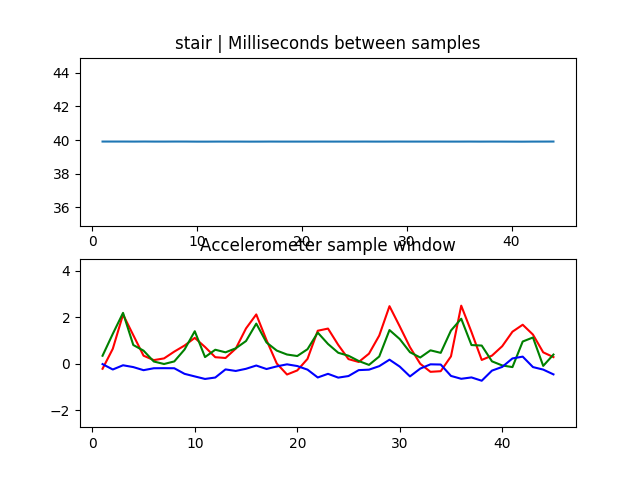 stair | Milliseconds between samples
44
42
40
38
36
0 10 20 30 40
Accelerometer sample window
4
2
0
−2
0 10 20 30 40